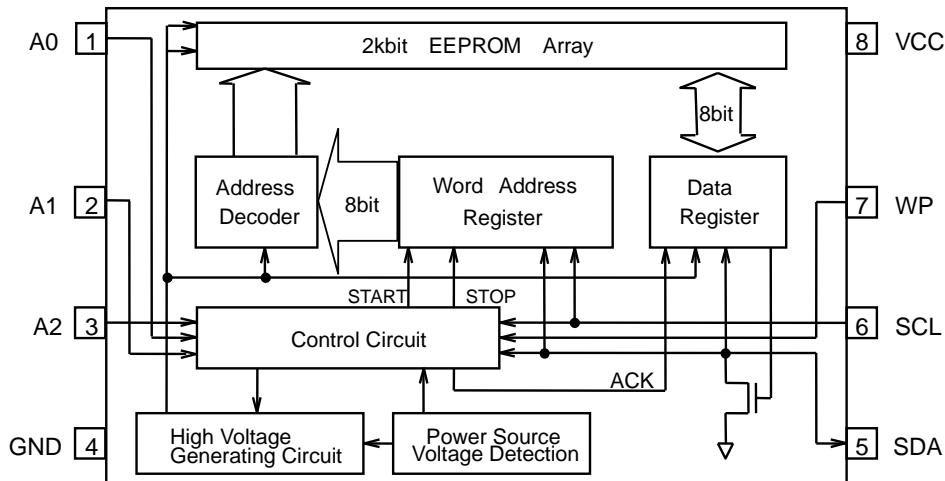 A0 1 2kbit EEPROM Array 8 VCC
8bit
A1 2 Address Decoder 8bit Word Address Register Data Register 7 WP
START STOP
A2 3 Control Circuit 6 SCL
ACK
GND 4 High Voltage Generating Circuit Power Source Voltage Detection 5 SDA